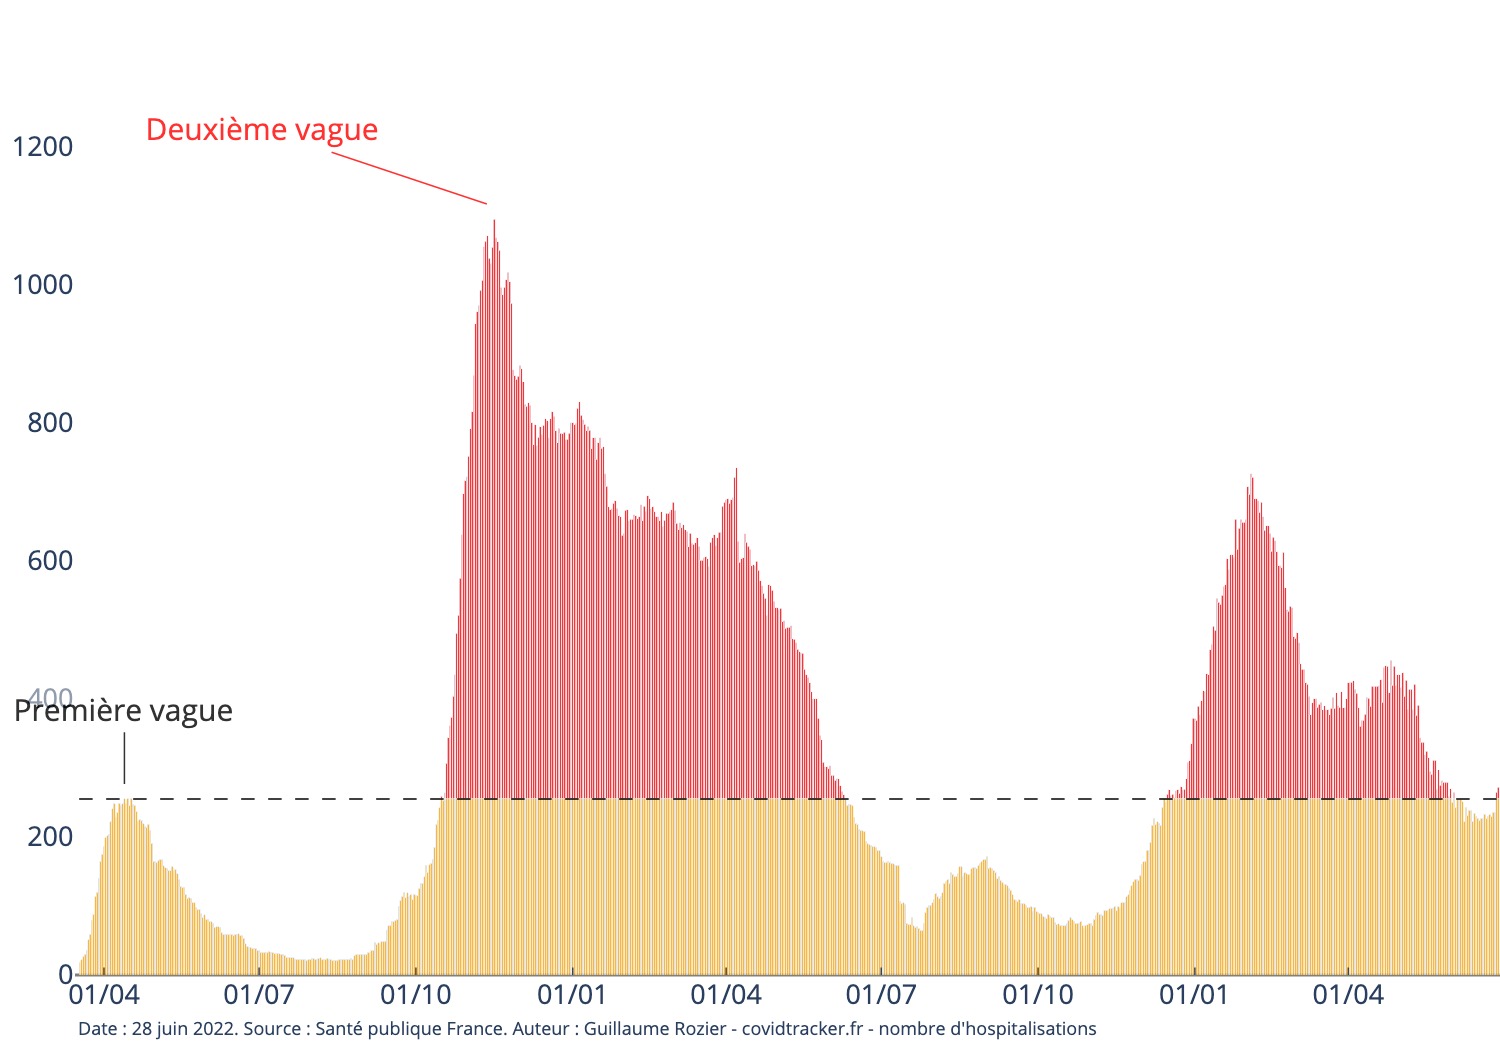 Deuxième vague
1200
1000
800
600
400
Première vague
200
0
01/04 01/07 01/10 01/01 01/04 01/07 01/10 01/01 01/04
Date : 28 juin 2022. Source : Santé publique France. Auteur : Guillaume Rozier - covidtracker.fr - nombre d'hospitalisations